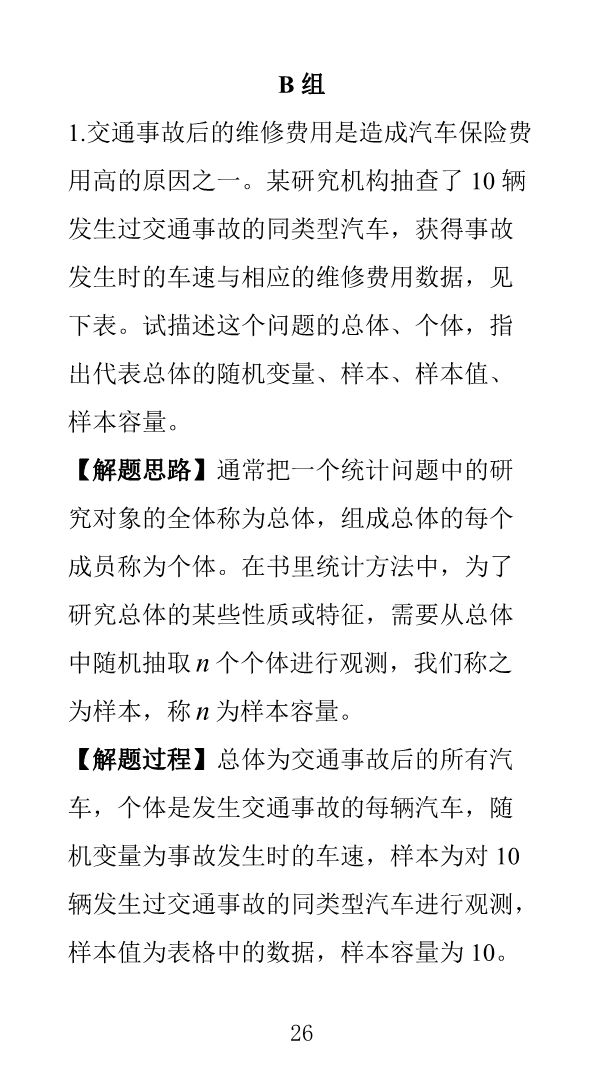 B 组
1.交通事故后的维修费用是造成汽车保险费
用高的原因之一。某研究机构抽查了 10 辆
发生过交通事故的同类型汽车，获得事故
发生时的车速与相应的维修费用数据，见
下表。试描述这个问题的总体、个体，指
出代表总体的随机变量、样本、样本值、
样本容量。
【解题思路】通常把一个统计问题中的研
究对象的全体称为总体，组成总体的每个
成员称为个体。在书里统计方法中，为了
研究总体的某些性质或特征，需要从总体
中随机抽取 n 个个体进行观测，我们称之
为样本，称 n 为样本容量。
【解题过程】总体为交通事故后的所有汽
车，个体是发生交通事故的每辆汽车，随
机变量为事故发生时的车速，样本为对 10
辆发生过交通事故的同类型汽车进行观测，
样本值为表格中的数据，样本容量为 10。
26